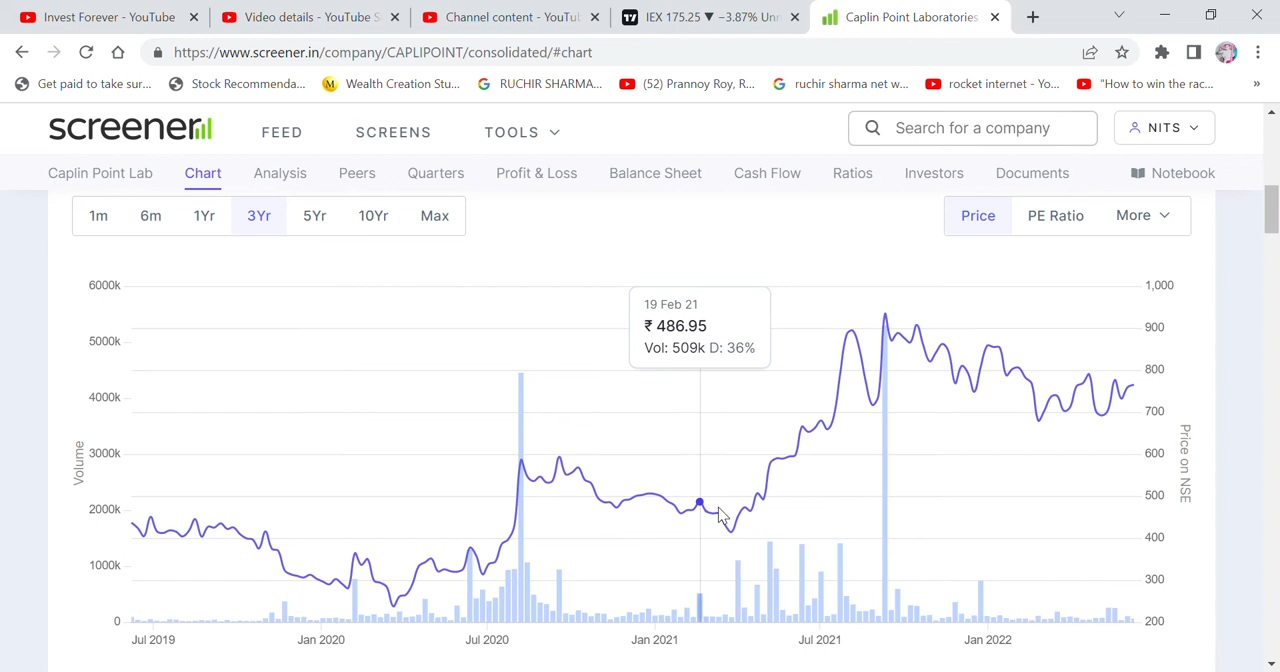 Invest Forever - YouTube
Video details - YouTube S
Channel content - YouTu
IEX 175.25 ▼ −3.87% Unn
Caplin Point Laboratories
https://www.screener.in/company/CAPLIPOINT/consolidated/#chart
Get paid to take sur...
Stock Recommenda...
Wealth Creation Stu...
RUCHIR SHARMA...
(52) Prannoy Roy, R...
ruchir sharma net w...
rocket internet - Yo...
"How to win the rac...
»
screener
FEED
SCREENS
TOOLS
Search for a company
NITS
Caplin Point Lab
Chart
Analysis
Peers
Quarters
Profit & Loss
Balance Sheet
Cash Flow
Ratios
Investors
Documents
Notebook
1m
6m
1Yr
3Yr
5Yr
10Yr
Max
Price
PE Ratio
More
6000k
5000k
4000k
3000k
2000k
1000k
0
Volume
19 Feb 21
₹ 486.95
Vol: 509k D: 36%
1,000
900
800
700
600
500
400
300
200
Price on NSE
Jul 2019
Jan 2020
Jul 2020
Jan 2021
Jul 2021
Jan 2022